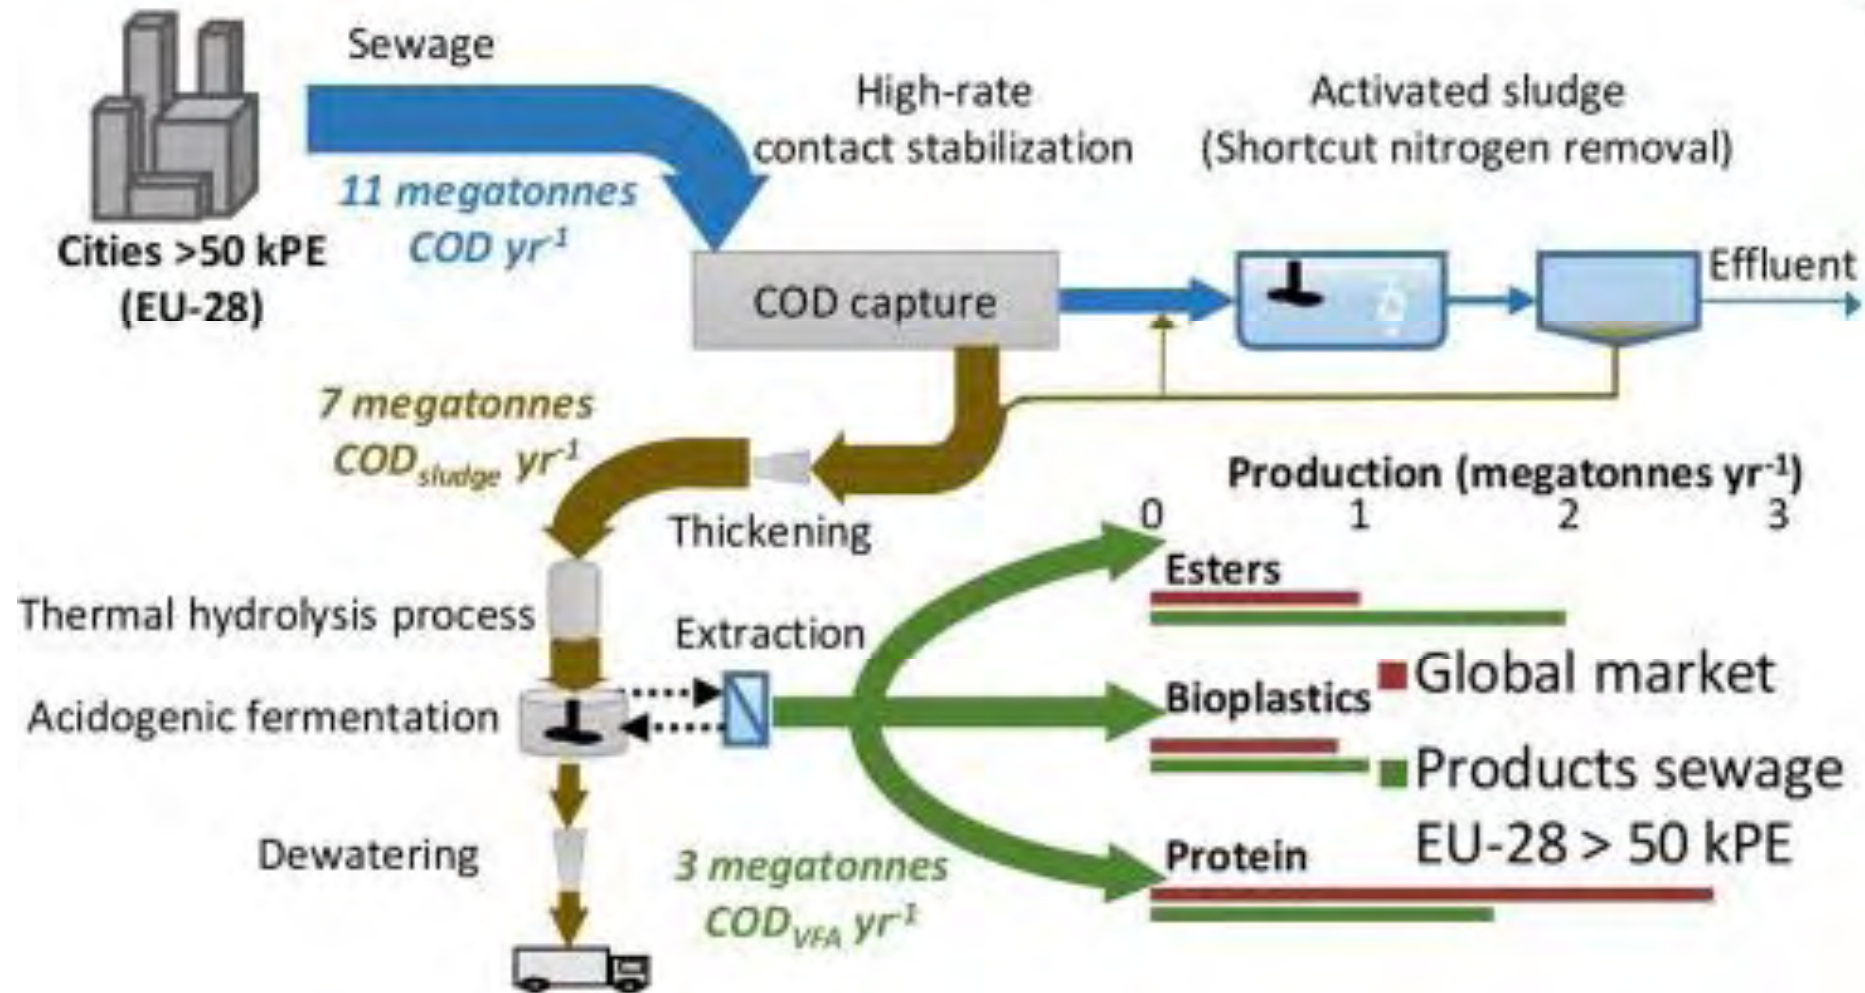 Sewage
High-rate
contact stabilization
Activated sludge
(Shortcut nitrogen removal)
11 megatonnes
COD yr-1
Cities >50 kPE
(EU-28)
COD capture
Effluent
7 megatonnes
CODsludge yr-1
Thickening
Production (megatonnes yr-1)
0 1 2 3
Thermal hydrolysis process
Extraction
Esters
Acidogenic fermentation
Bioplastics
Global market
Products sewage
EU-28 > 50 kPE
Dewatering
3 megatonnes
CODVFA yr-1
Protein